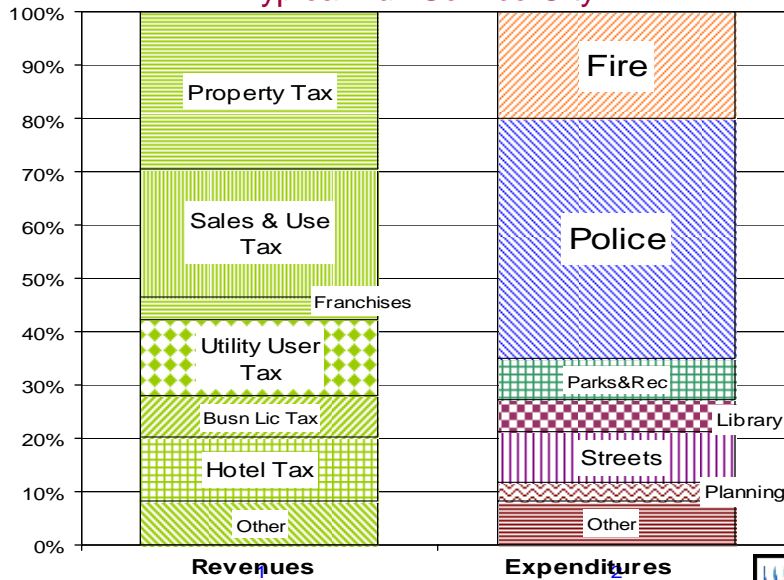 100%
90%
80%
70%
60%
50%
40%
30%
20%
10%
0%
Property Tax
Sales & Use
Tax
Franchises
Utility User
Tax
Busn Lic Tax
Hotel Tax
Other
Fire
Police
Parks&Rec
Library
Streets
Planning
Other
Revenues
1
Expenditures
2